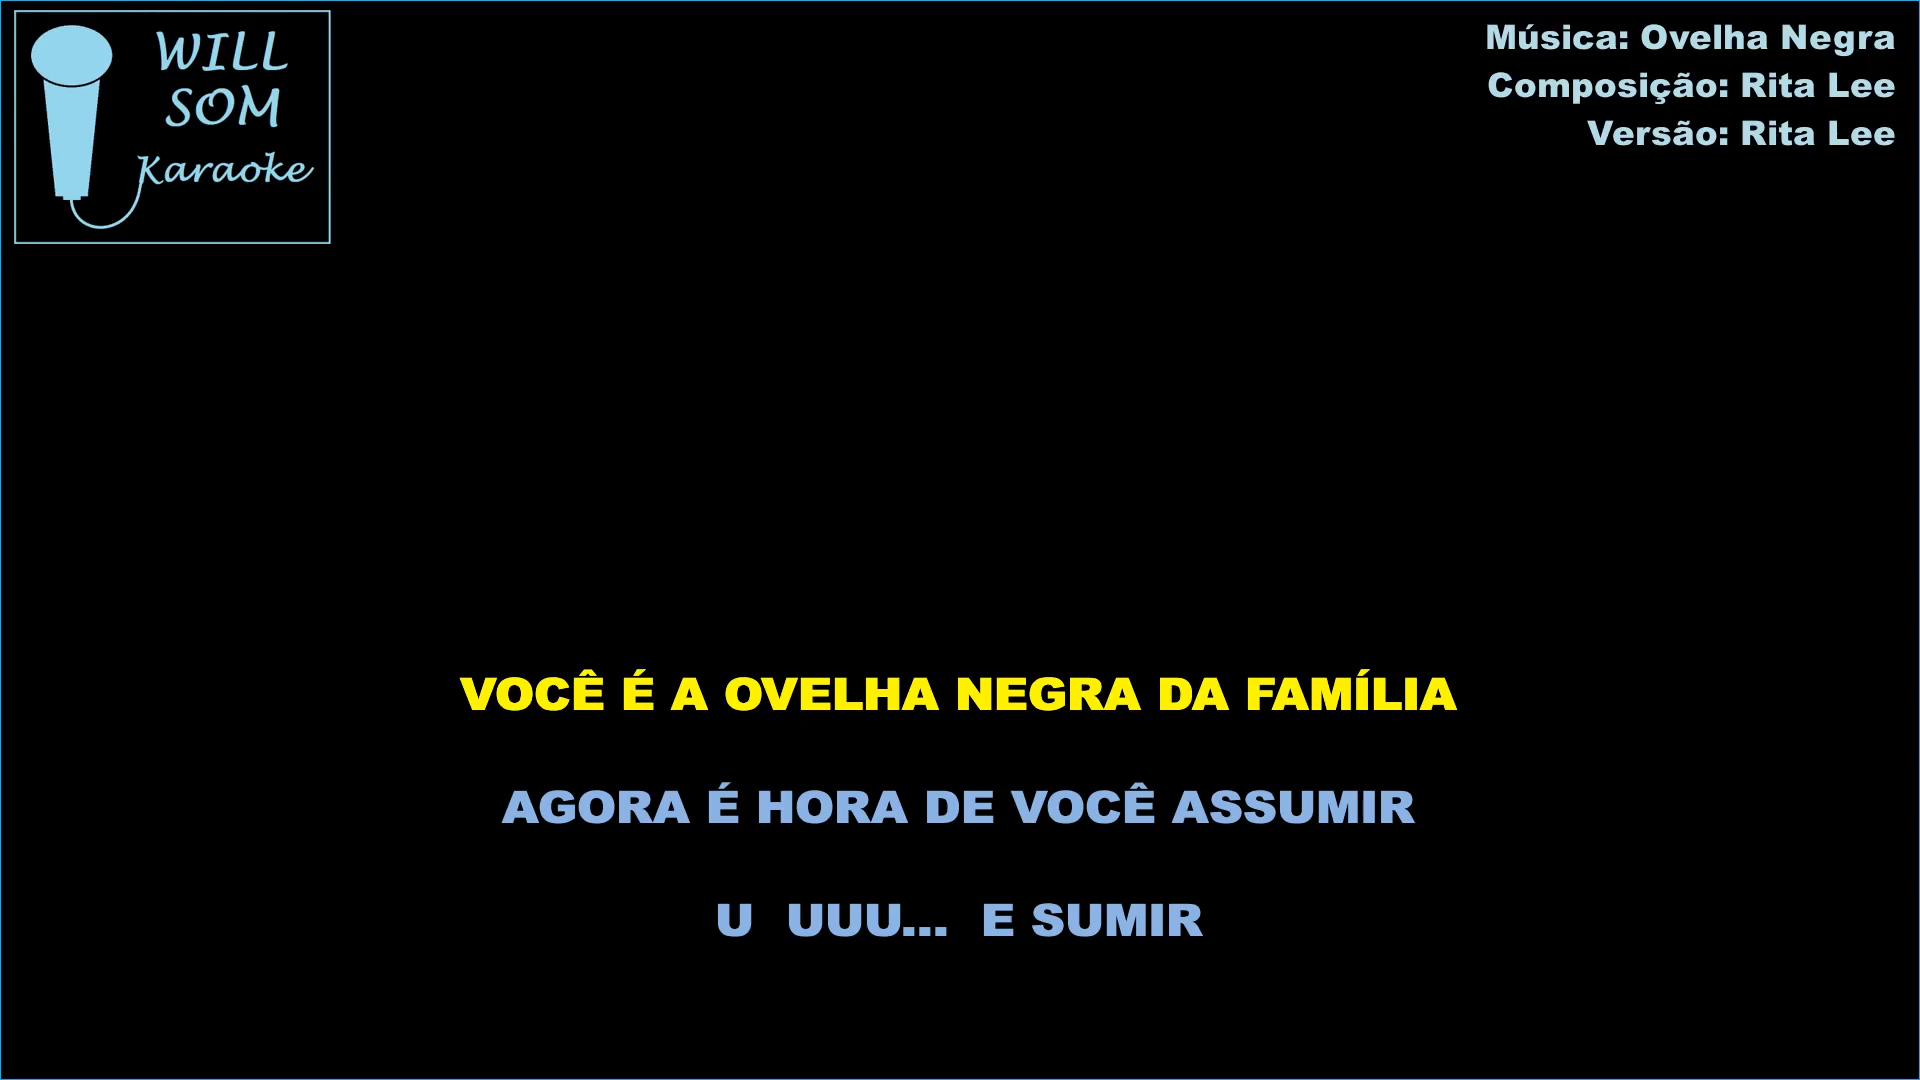 WILL
SOM
Karaoke
Música: Ovelha Negra
Composição: Rita Lee
Versão: Rita Lee
VOCÊ É A OVELHA NEGRA DA FAMÍLIA
AGORA É HORA DE VOCÊ ASSUMIR
U  UUU...  E SUMIR